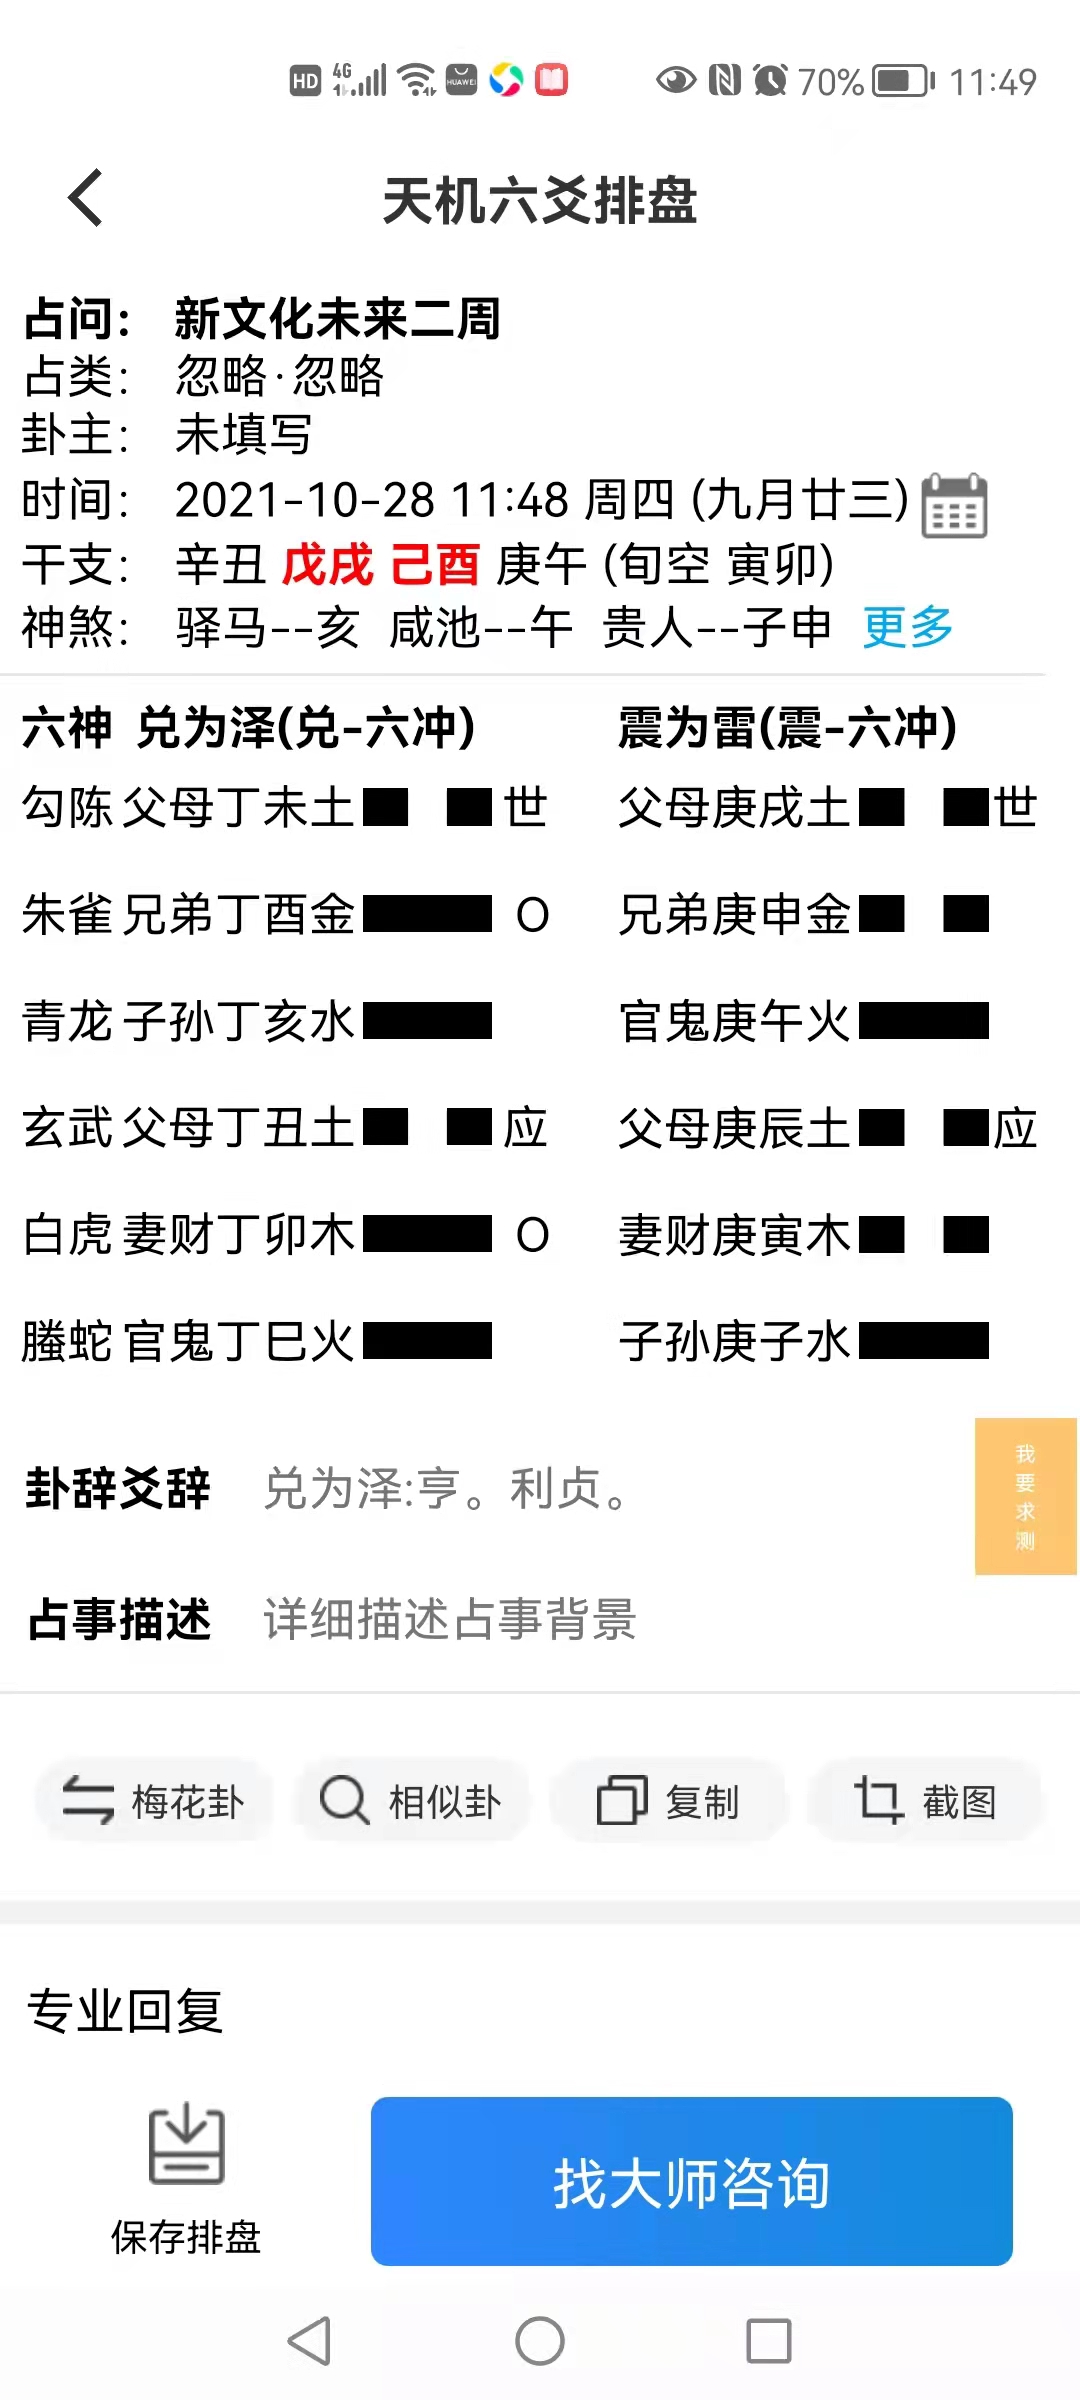 HD 4G HUAWEI 70% 11:49
天机六爻排盘
占问： 新文化未来二周
占类： 忽略·忽略
卦主： 未填写
时间： 2021-10-28 11:48 周四 (九月廿三)
干支： 辛丑 戊戌 己酉 庚午 (旬空 寅卯)
神煞： 驿马--亥 咸池--午 贵人--子申 更多
六神 兑为泽(兑-六冲) 震为雷(震-六冲)
勾陈 父母丁未土 世 父母庚戌土 世
朱雀 兄弟丁酉金 O 兄弟庚申金
青龙 子孙丁亥水 官鬼庚午火
玄武 父母丁丑土 应 父母庚辰土 应
白虎 妻财丁卯木 O 妻财庚寅木
螣蛇 官鬼丁巳火 子孙庚子水
卦辞爻辞 兑为泽:亨。利贞。
我要求测
占事描述 详细描述占事背景
梅花卦 相似卦 复制 截图
专业回复
保存排盘 找大师咨询